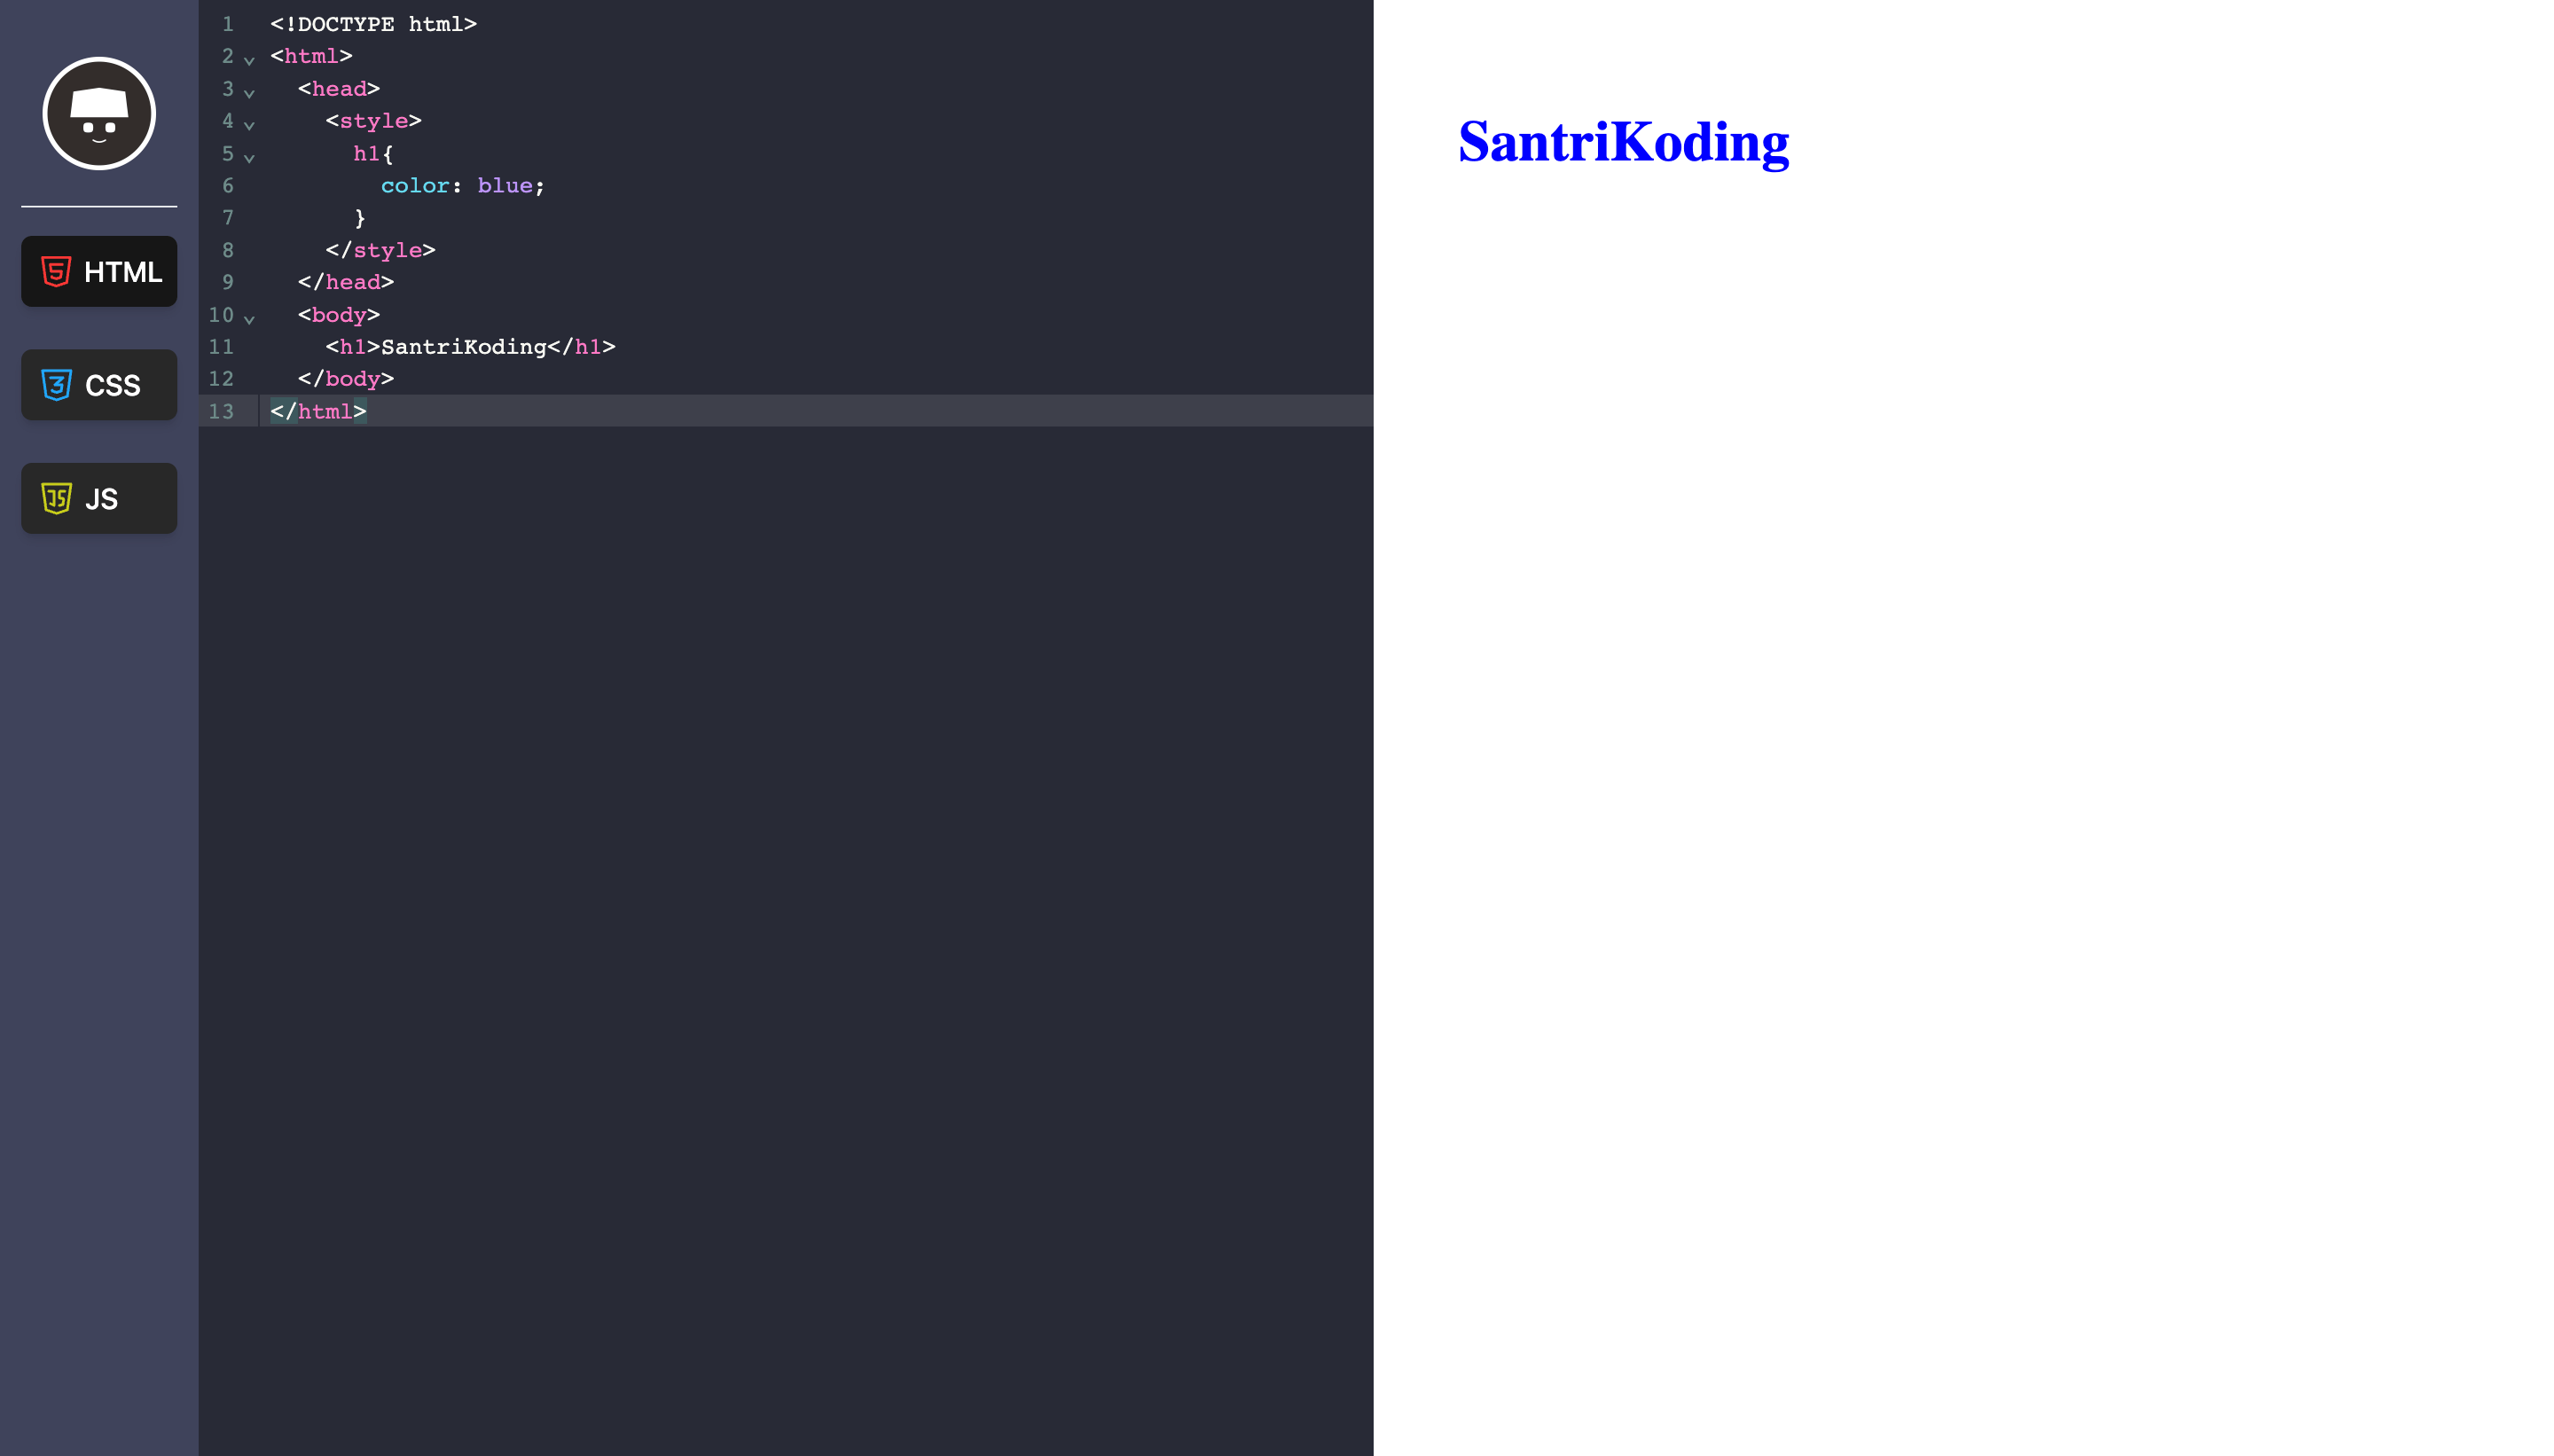 HTML
CSS
JS
1 <!DOCTYPE html>
2 <html>
3 <head>
4 <style>
5 h1{
6 color: blue;
7 }
8 </style>
9 </head>
10 <body>
11 <h1>SantriKoding</h1>
12 </body>
13 </html>
SantriKoding